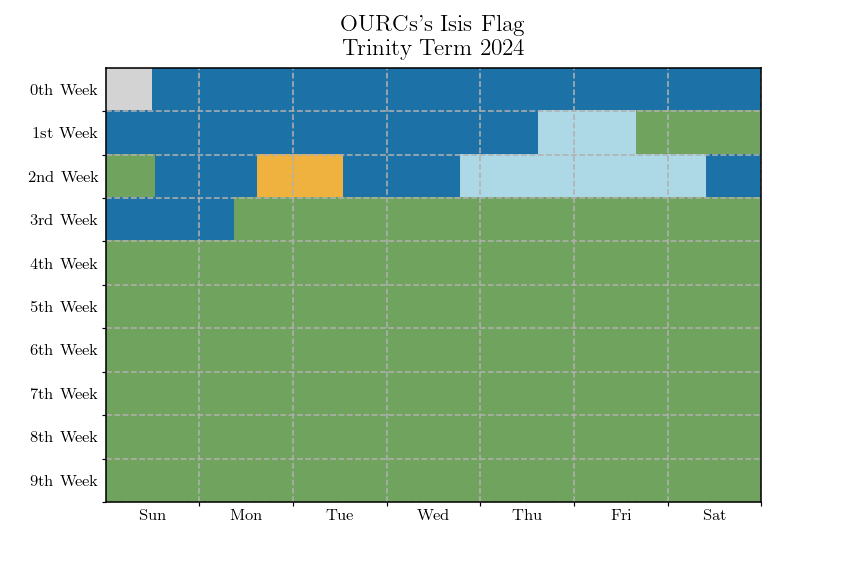 OURCs's Isis Flag
Trinity Term 2024
0th Week
1st Week
2nd Week
3rd Week
4th Week
5th Week
6th Week
7th Week
8th Week
9th Week
Sun Mon Tue Wed Thu Fri Sat